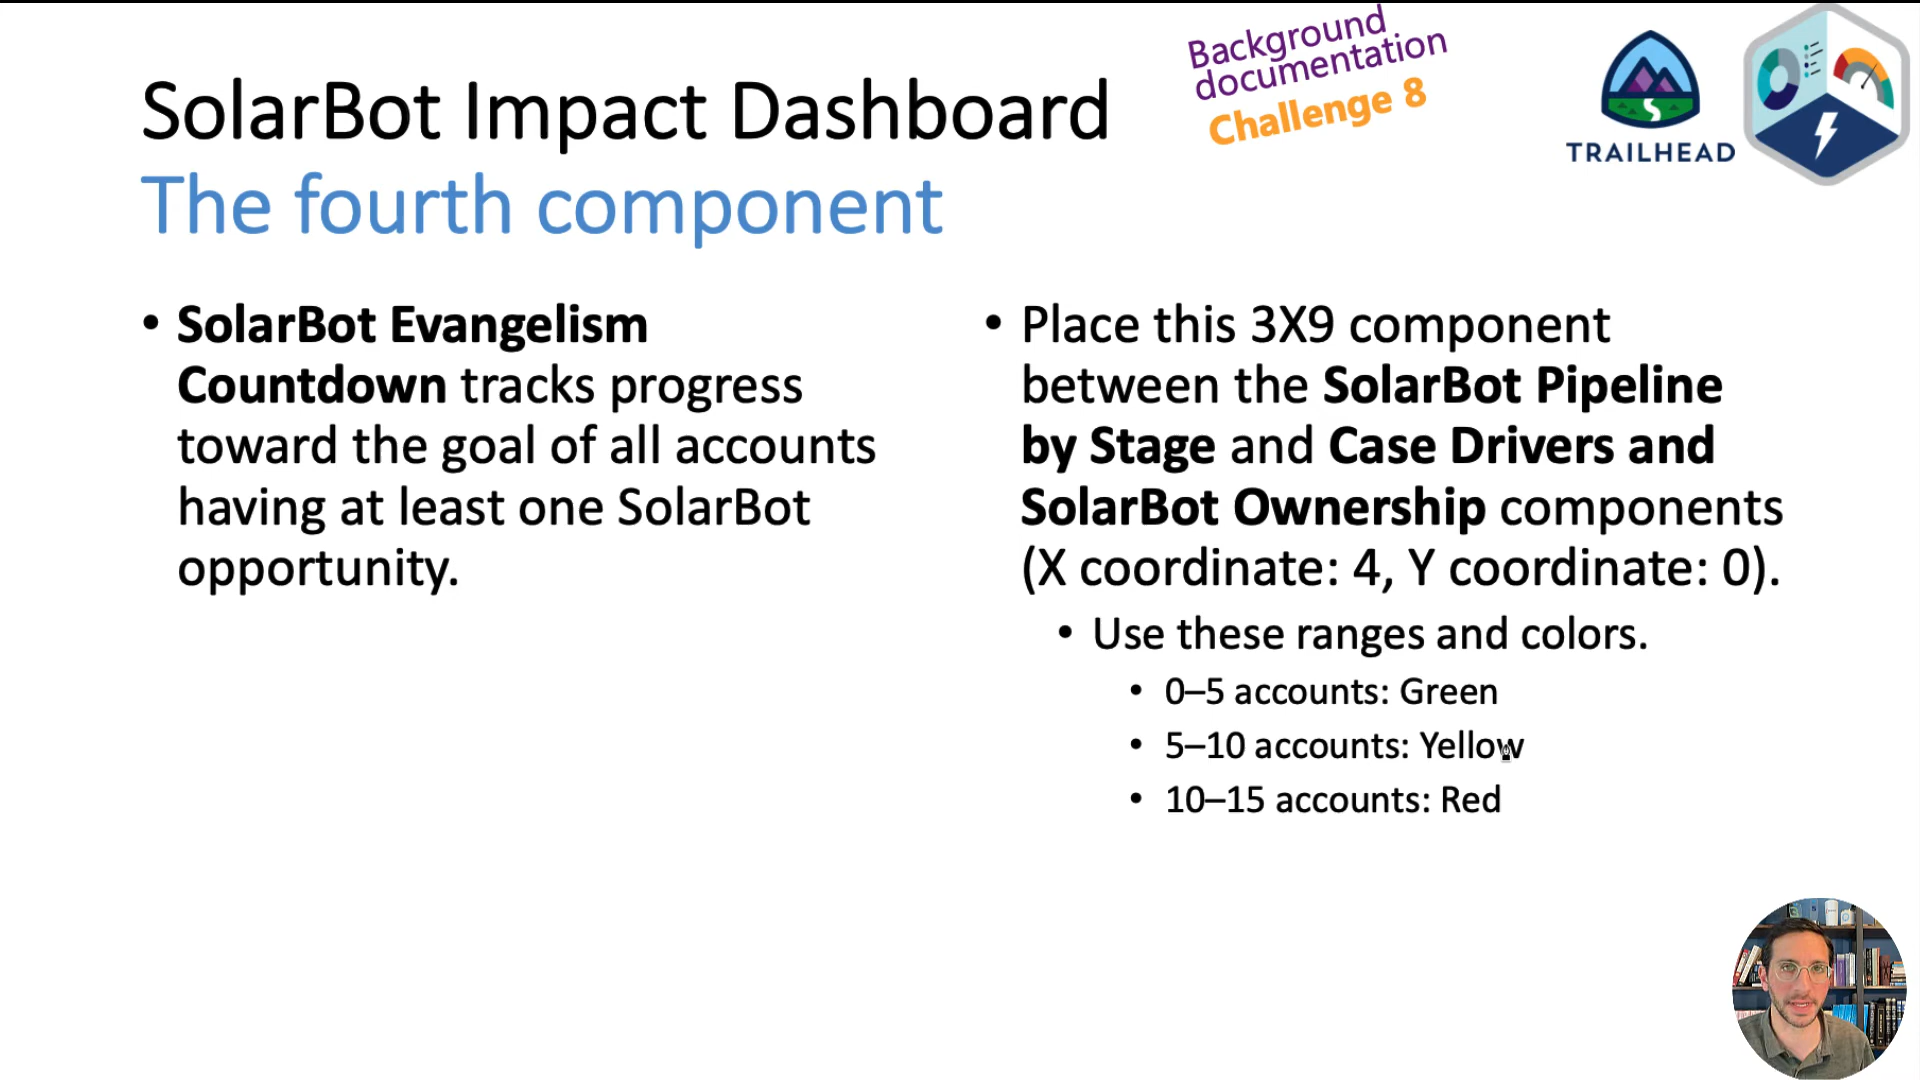 Background
documentation
Challenge 8
TRAILHEAD
SolarBot Impact Dashboard
The fourth component
• SolarBot Evangelism
Countdown tracks progress
toward the goal of all accounts
having at least one SolarBot
opportunity.
• Place this 3X9 component
between the SolarBot Pipeline
by Stage and Case Drivers and
SolarBot Ownership components
(X coordinate: 4, Y coordinate: 0).
• Use these ranges and colors.
• 0–5 accounts: Green
• 5–10 accounts: Yellow
• 10–15 accounts: Red